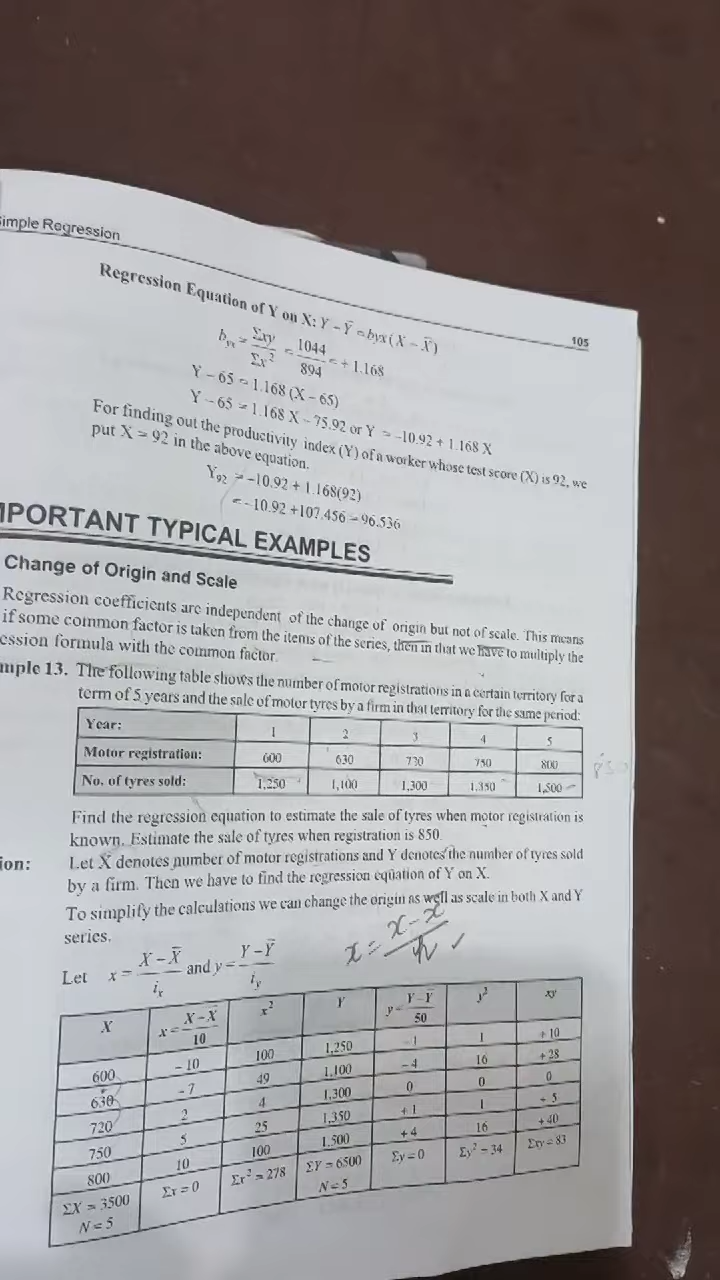 Simple Regression
105
Regression Equation of Y on X: Y – Ȳ = byx (X – X̄)
b_yx = Σxy / Σx² = 1044 / 894 = + 1.168
Y – 65 = 1.168 (X – 65)
Y – 65 = 1.168 X – 75.92 or Y = –10.92 + 1.168 X
For finding out the productivity index (Y) of a worker whose test score (X) is 92, we
put X = 92 in the above equation.
Y₉₂ = –10.92 + 1.168(92)
= – 10.92 +107.456 = 96.536
MPORTANT TYPICAL EXAMPLES
Change of Origin and Scale
Regression coefficients are independent of the change of origin but not of scale. This means
if some common factor is taken from the items of the series, then in that we have to multiply the
ession formula with the common factor.
mple 13. The following table shows the number of motor registrations in a certain territory for a
term of 5 years and the sale of motor tyres by a firm in that territory for the same period:
Year: 1 2 3 4 5
Motor registration: 600 630 720 750 800
No. of tyres sold: 1,250 1,100 1,300 1,350 1,500
850
Find the regression equation to estimate the sale of tyres when motor registration is
known. Estimate the sale of tyres when registration is 850.
ion: Let X denotes number of motor registrations and Y denotes the number of tyres sold
by a firm. Then we have to find the regression equation of Y on X.
To simplify the calculations we can change the origin as well as scale in both X and Y
series.
Let x = (X – X̄) / i_x and y = (Y – Ȳ) / i_y
x = (x – x̄) / h
X x = (X – X̄) / 10 x² Y y = (Y – Ȳ) / 50 y² xy
600 – 10 100 1,250 – 1 1 + 10
630 – 7 49 1,100 – 4 16 + 28
720 2 4 1,300 0 0 0
750 5 25 1,350 + 1 1 + 5
800 10 100 1,500 + 4 16 + 40
ΣX = 3500 Σx = 0 Σx² = 278 ΣY = 6500 Σy = 0 Σy² = 34 Σxy = 83
N = 5 N = 5